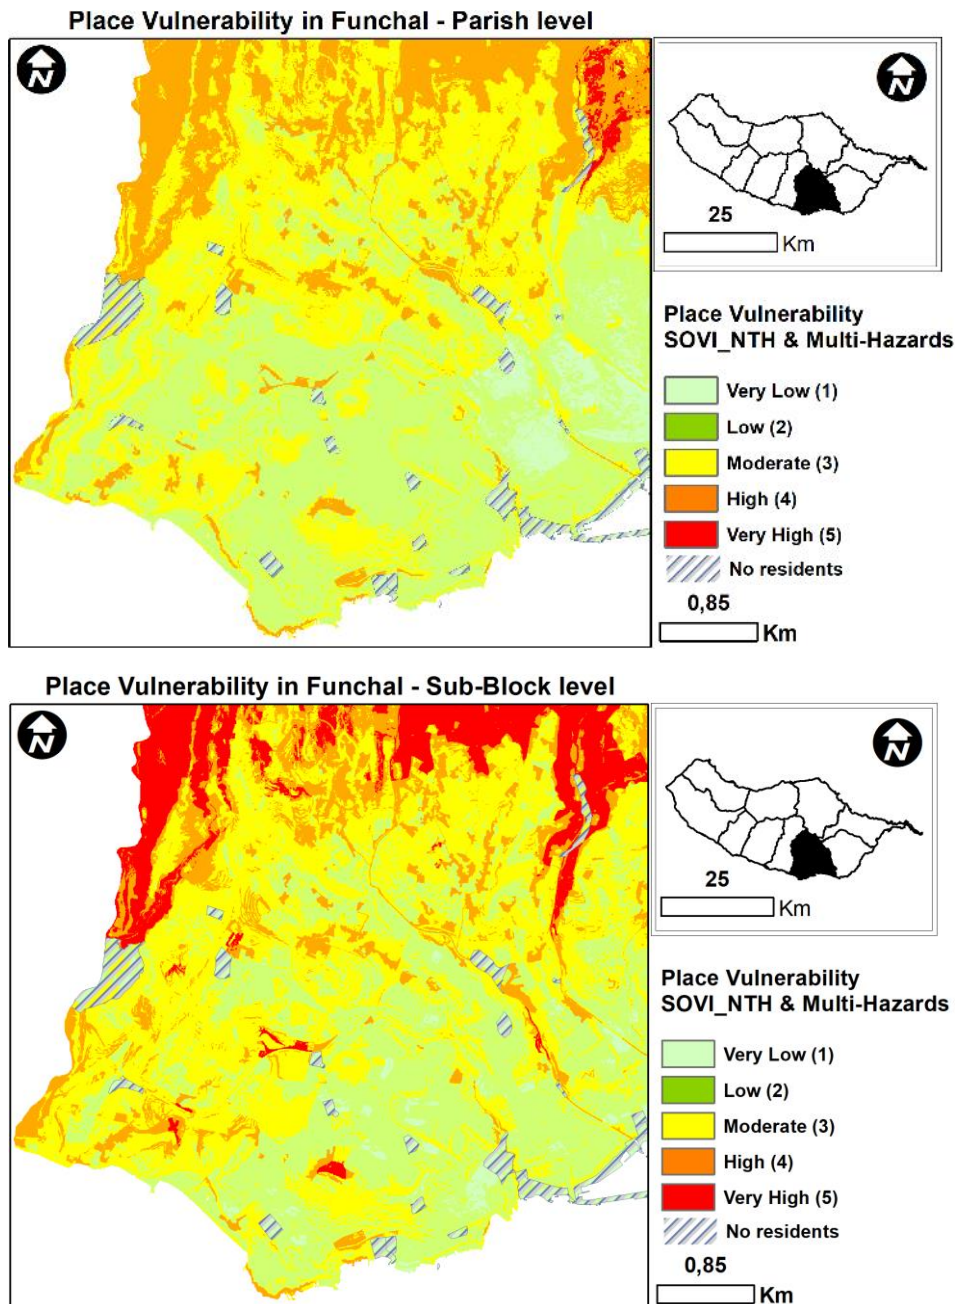 Place Vulnerability in Funchal - Parish level
N
N
25
Km
Place Vulnerability
SOVI_NTH & Multi-Hazards
Very Low (1)
Low (2)
Moderate (3)
High (4)
Very High (5)
No residents
0,85
Km
Place Vulnerability in Funchal - Sub-Block level
N
N
25
Km
Place Vulnerability
SOVI_NTH & Multi-Hazards
Very Low (1)
Low (2)
Moderate (3)
High (4)
Very High (5)
No residents
0,85
Km